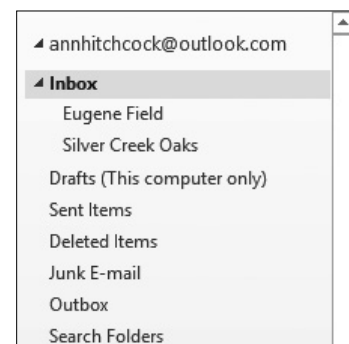 annhitchcock@outlook.com
Inbox
Eugene Field
Silver Creek Oaks
Drafts (This computer only)
Sent Items
Deleted Items
Junk E-mail
Outbox
Search Folders